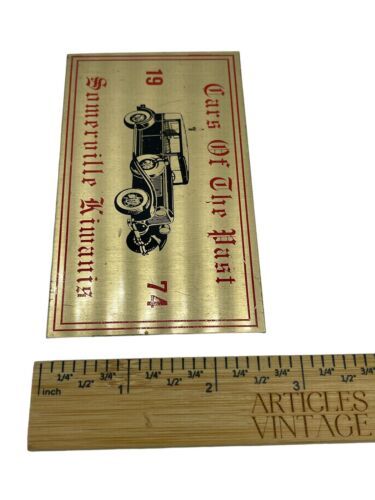 Cars Of The Past
19 74
Somerville Kiwanis
1/4" 3/4" 1/4" 3/4" 1/4" 3/4" 1/4" 3/4"
inch 1/2" 1 1/2" 2 1/2" 3 1/2"
ARTICLES
VINTAGE